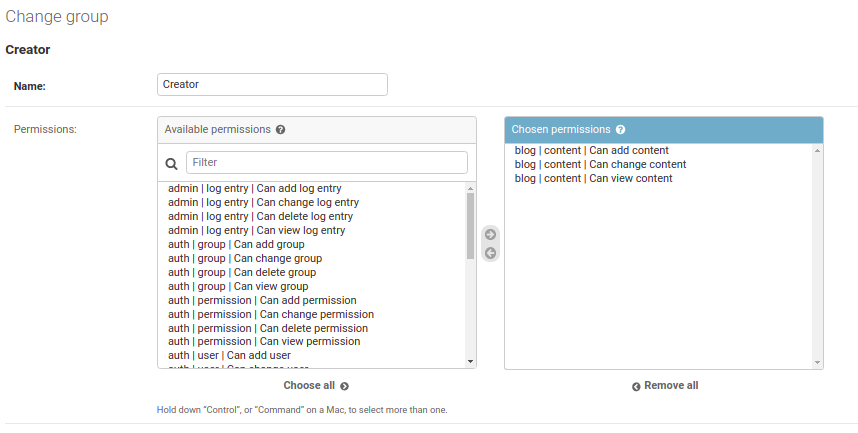 Change group
Creator
Name:
Creator
Permissions:
Available permissions
Filter
admin | log entry | Can add log entry
admin | log entry | Can change log entry
admin | log entry | Can delete log entry
admin | log entry | Can view log entry
auth | group | Can add group
auth | group | Can change group
auth | group | Can delete group
auth | group | Can view group
auth | permission | Can add permission
auth | permission | Can change permission
auth | permission | Can delete permission
auth | permission | Can view permission
auth | user | Can add user
auth | user | Can change user
Choose all
Chosen permissions
blog | content | Can add content
blog | content | Can change content
blog | content | Can view content
Remove all
Hold down “Control”, or “Command” on a Mac, to select more than one.